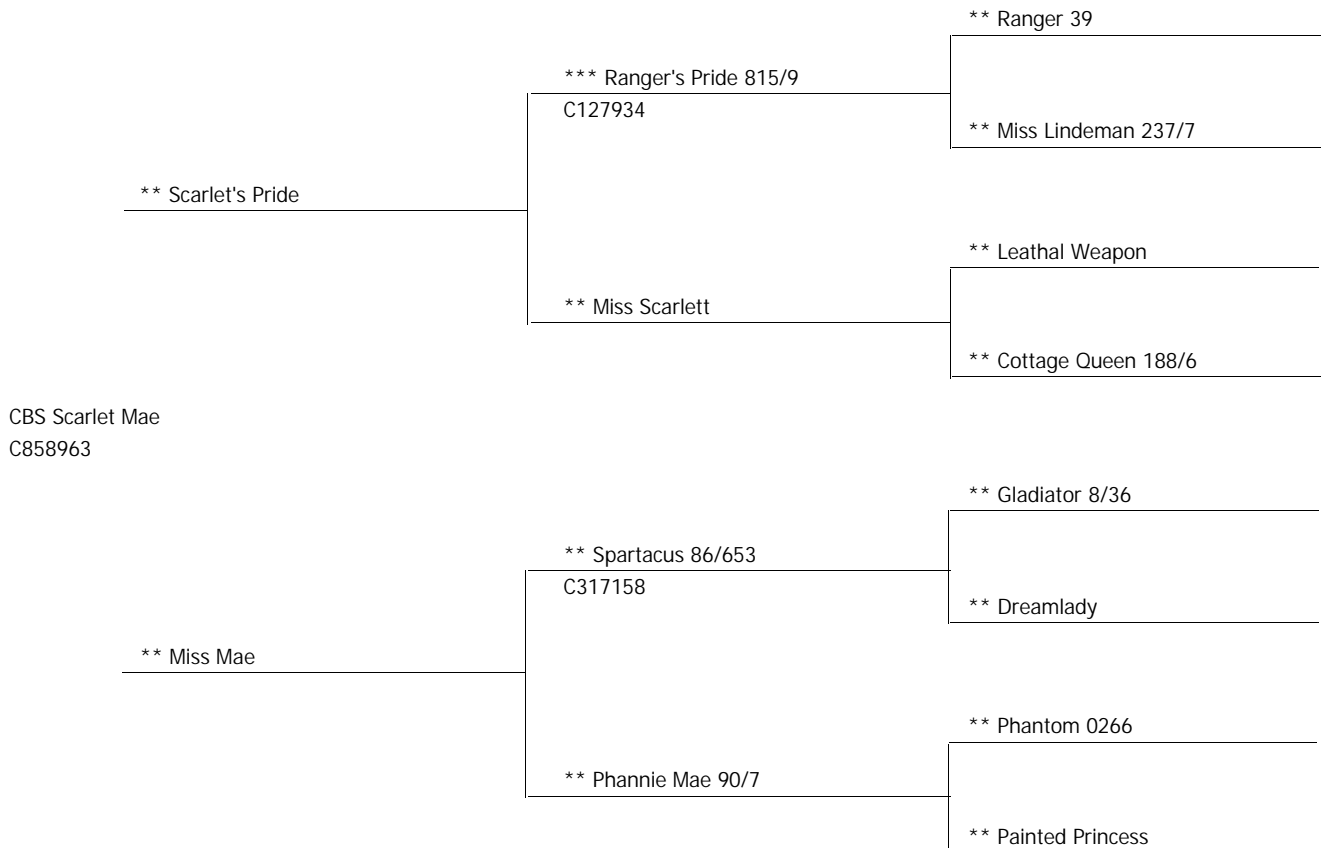 ** Ranger 39
*** Ranger's Pride 815/9
C127934
** Miss Lindeman 237/7
** Scarlet's Pride
** Leathal Weapon
** Miss Scarlett
** Cottage Queen 188/6
CBS Scarlet Mae
C858963
** Gladiator 8/36
** Spartacus 86/653
C317158
** Dreamlady
** Miss Mae
** Phantom 0266
** Phannie Mae 90/7
** Painted Princess